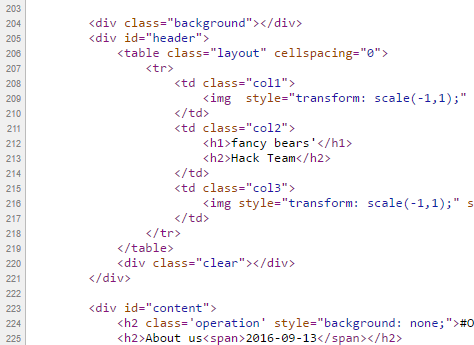 203
204 <div class="background"></div>
205 <div id="header">
206 <table class="layout" cellspacing="0">
207 <tr>
208 <td class="col1">
209 <img  style="transform: scale(-1,1);"
210 </td>
211 <td class="col2">
212 <h1>fancy bears'</h1>
213 <h2>Hack Team</h2>
214 </td>
215 <td class="col3">
216 <img style="transform: scale(-1,1);" s
217 </td>
218 </tr>
219 </table>
220 <div class="clear"></div>
221 </div>
222
223 <div id="content">
224 <h2 class='operation' style="background: none;">#O
225 <h2>About us<span>2016-09-13</span></h2>